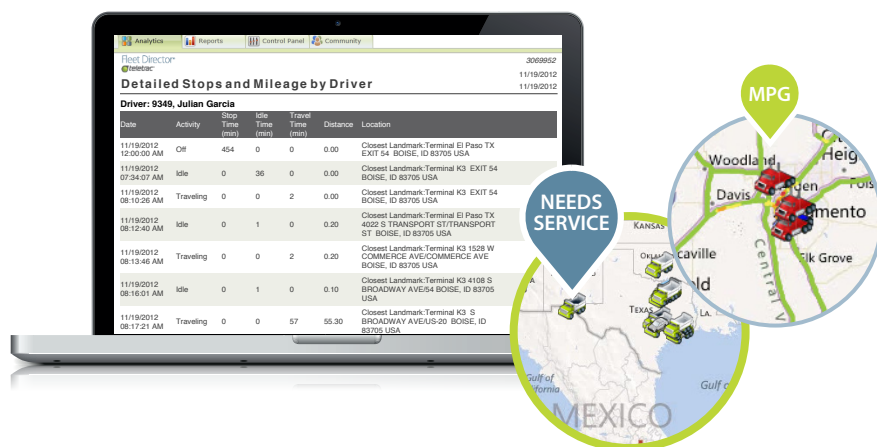 Analytics Reports Control Panel Community
Fleet Director
teletrac
3069952
11/19/2012
11/19/2012
Detailed Stops and Mileage by Driver
Driver: 9349, Julian Garcia
Date Activity Stop Time (min) Idle Time (min) Travel Time (min) Distance Location
11/19/2012 12:00:00 AM Off 454 0 0 0.00 Closest Landmark:Terminal El Paso TX
EXIT 54 BOISE, ID 83705 USA
11/19/2012 07:34:07 AM Idle 0 36 0 0.00 Closest Landmark:Terminal K3 EXIT 54
BOISE, ID 83705 USA
11/19/2012 08:10:26 AM Traveling 0 0 2 0.00 Closest Landmark:Terminal K3 EXIT 54
BOISE, ID 83705 USA
11/19/2012 08:12:40 AM Idle 0 1 0 0.20 Closest Landmark:Terminal El Paso TX
4022 S TRANSPORT ST/TRANSPORT
ST BOISE, ID 83705 USA
11/19/2012 08:13:46 AM Traveling 0 0 2 0.20 Closest Landmark:Terminal K3 1528 W
COMMERCE AVE/COMMERCE AVE
BOISE, ID 83705 USA
11/19/2012 08:16:01 AM Idle 0 1 0 0.10 Closest Landmark:Terminal K3 4108 S
BROADWAY AVE/54 BOISE, ID 83705
USA
11/19/2012 08:17:21 AM Traveling 0 0 57 55.30 Closest Landmark:Terminal K3 S
BROADWAY AVE/US-20 BOISE, ID
83705 USA
NEEDS
SERVICE
KANSAS
TEXAS
LA.
Gulf of
MEXICO
MPG
Woodland
Heig
Davis
Elk Grove
Central V